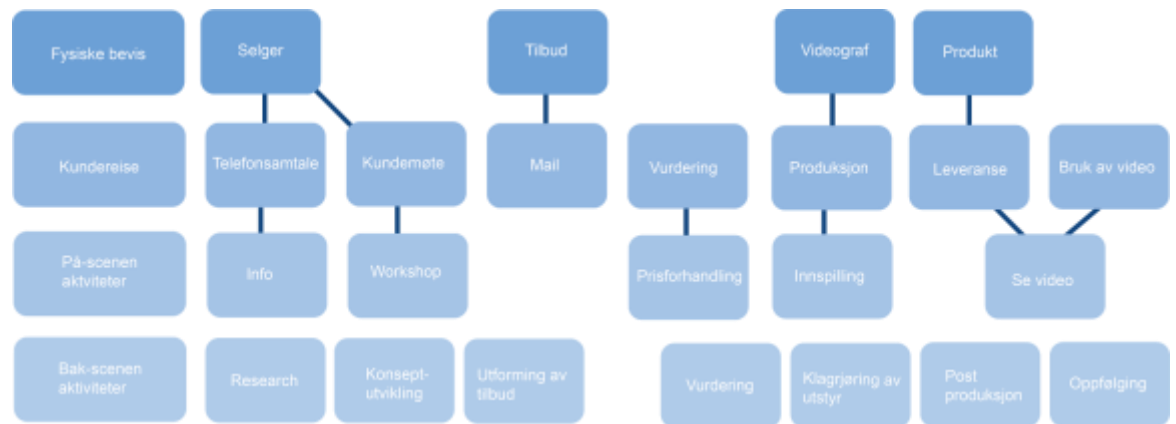 Fysiske bevis
Selger
Tilbud
Videograf
Produkt
Kundereise
Telefonsamtale
Kundemøte
Mail
Vurdering
Produksjon
Leveranse
Bruk av video
På-scenen
aktviteter
Info
Workshop
Prisforhandling
Innspilling
Se video
Bak-scenen
aktiviteter
Research
Konsept-
utvikling
Utforming av
tilbud
Vurdering
Klagrjøring av
utstyr
Post
produksjon
Oppfølging